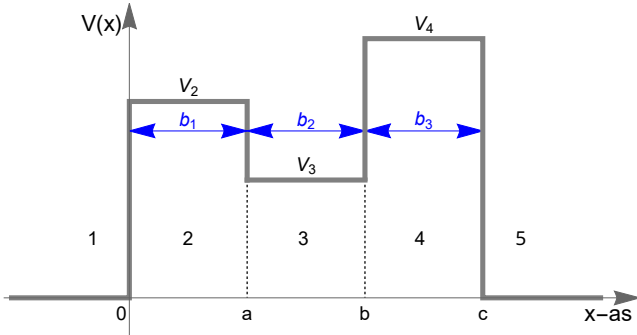 V(x)
V₄
V₂
b₁ b₂ b₃
V₃
1 2 3 4 5
0 a b c x–as